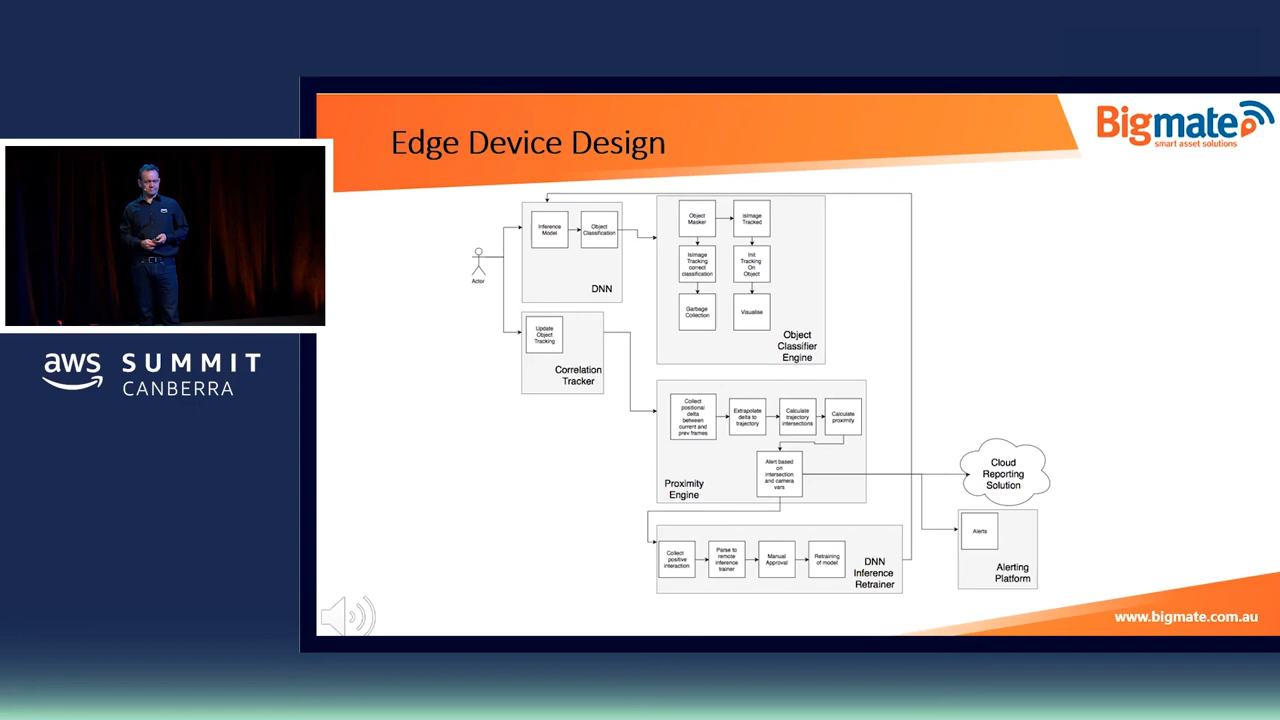 Edge Device Design
Bigmate
smart asset solutions
Actor
Inference
Model
Object
Classification
DNN
Update
Object
Tracking
Correlation
Tracker
Object
Masker
isImage
Tracked
IsImage
Tracking
correct
classification
Init
Tracking
On
Object
Garbage
Collection
Visualise
Object
Classifier
Engine
Collect
positional
delta
between
current and
prev frames
Extrapolate
delta to
trajectory
Calculate
trajectory
intersections
Calculate
proximity
Alert based
on
intersection
and camera
vars
Proximity
Engine
Cloud
Reporting
Solution
Alerts
Alerting
Platform
Collect
positive
interaction
Parse to
remote
inference
trainer
Manual
Approval
Retraining
of model
DNN
Inference
Retrainer
www.bigmate.com.au
aws SUMMIT
CANBERRA